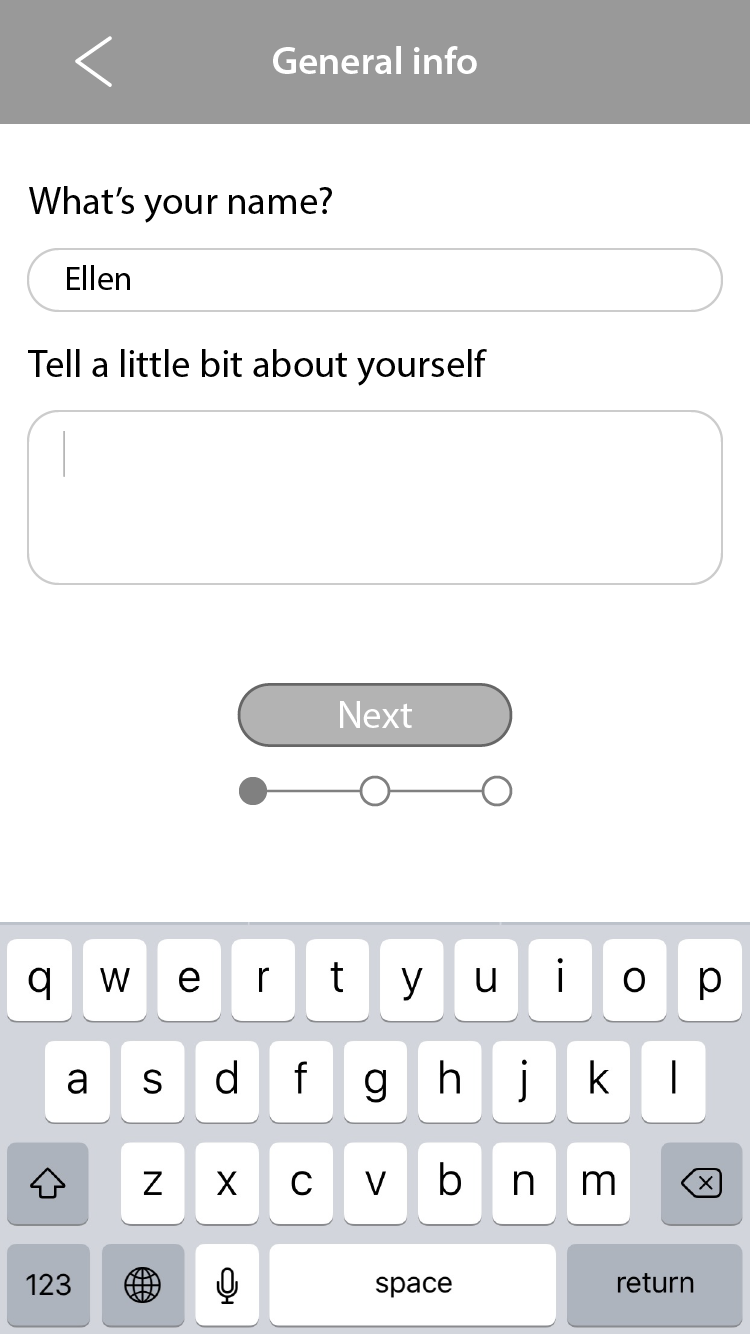 General info
What’s your name?
Ellen
Tell a little bit about yourself
Next
q w e r t y u i o p
a s d f g h j k l
z x c v b n m
123 space return